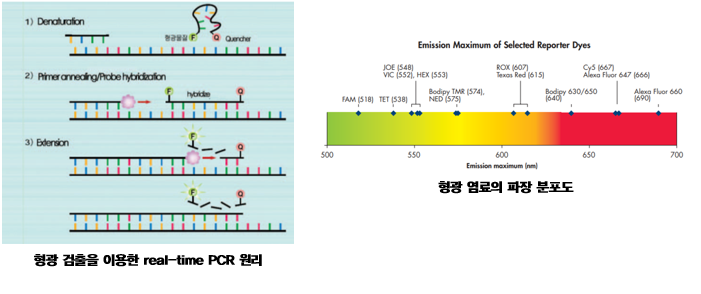 1) Denaturation
형광물질 F Q Quencher
2) Primer annealing/Probe hybridization
F hybridize Q
3) Extension
F
Q
F Q
형광 검출을 이용한 real-time PCR 원리
Emission Maximum of Selected Reporter Dyes
JOE (548)
VIC (552), HEX (553)
ROX (607)
Texas Red (615)
Cy5 (667)
Alexa Fluor 647 (666)
FAM (518)
TET (538)
Bodipy TMR (574),
NED (575)
Bodipy 630/650
(640)
Alexa Fluor 660
(690)
500 550 600 650 700
Emission maximum (nm)
형광 염료의 파장 분포도